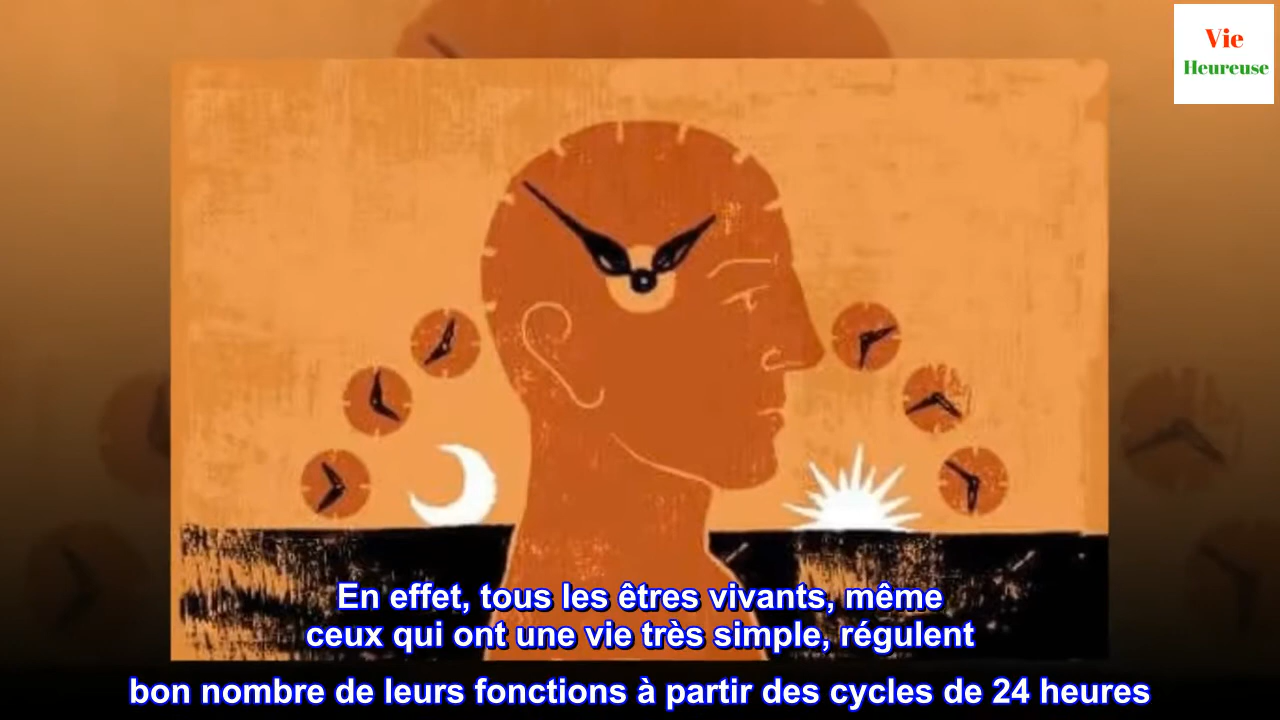 Vie
Heureuse
En effet, tous les êtres vivants, même
ceux qui ont une vie très simple, régulent
bon nombre de leurs fonctions à partir des cycles de 24 heures